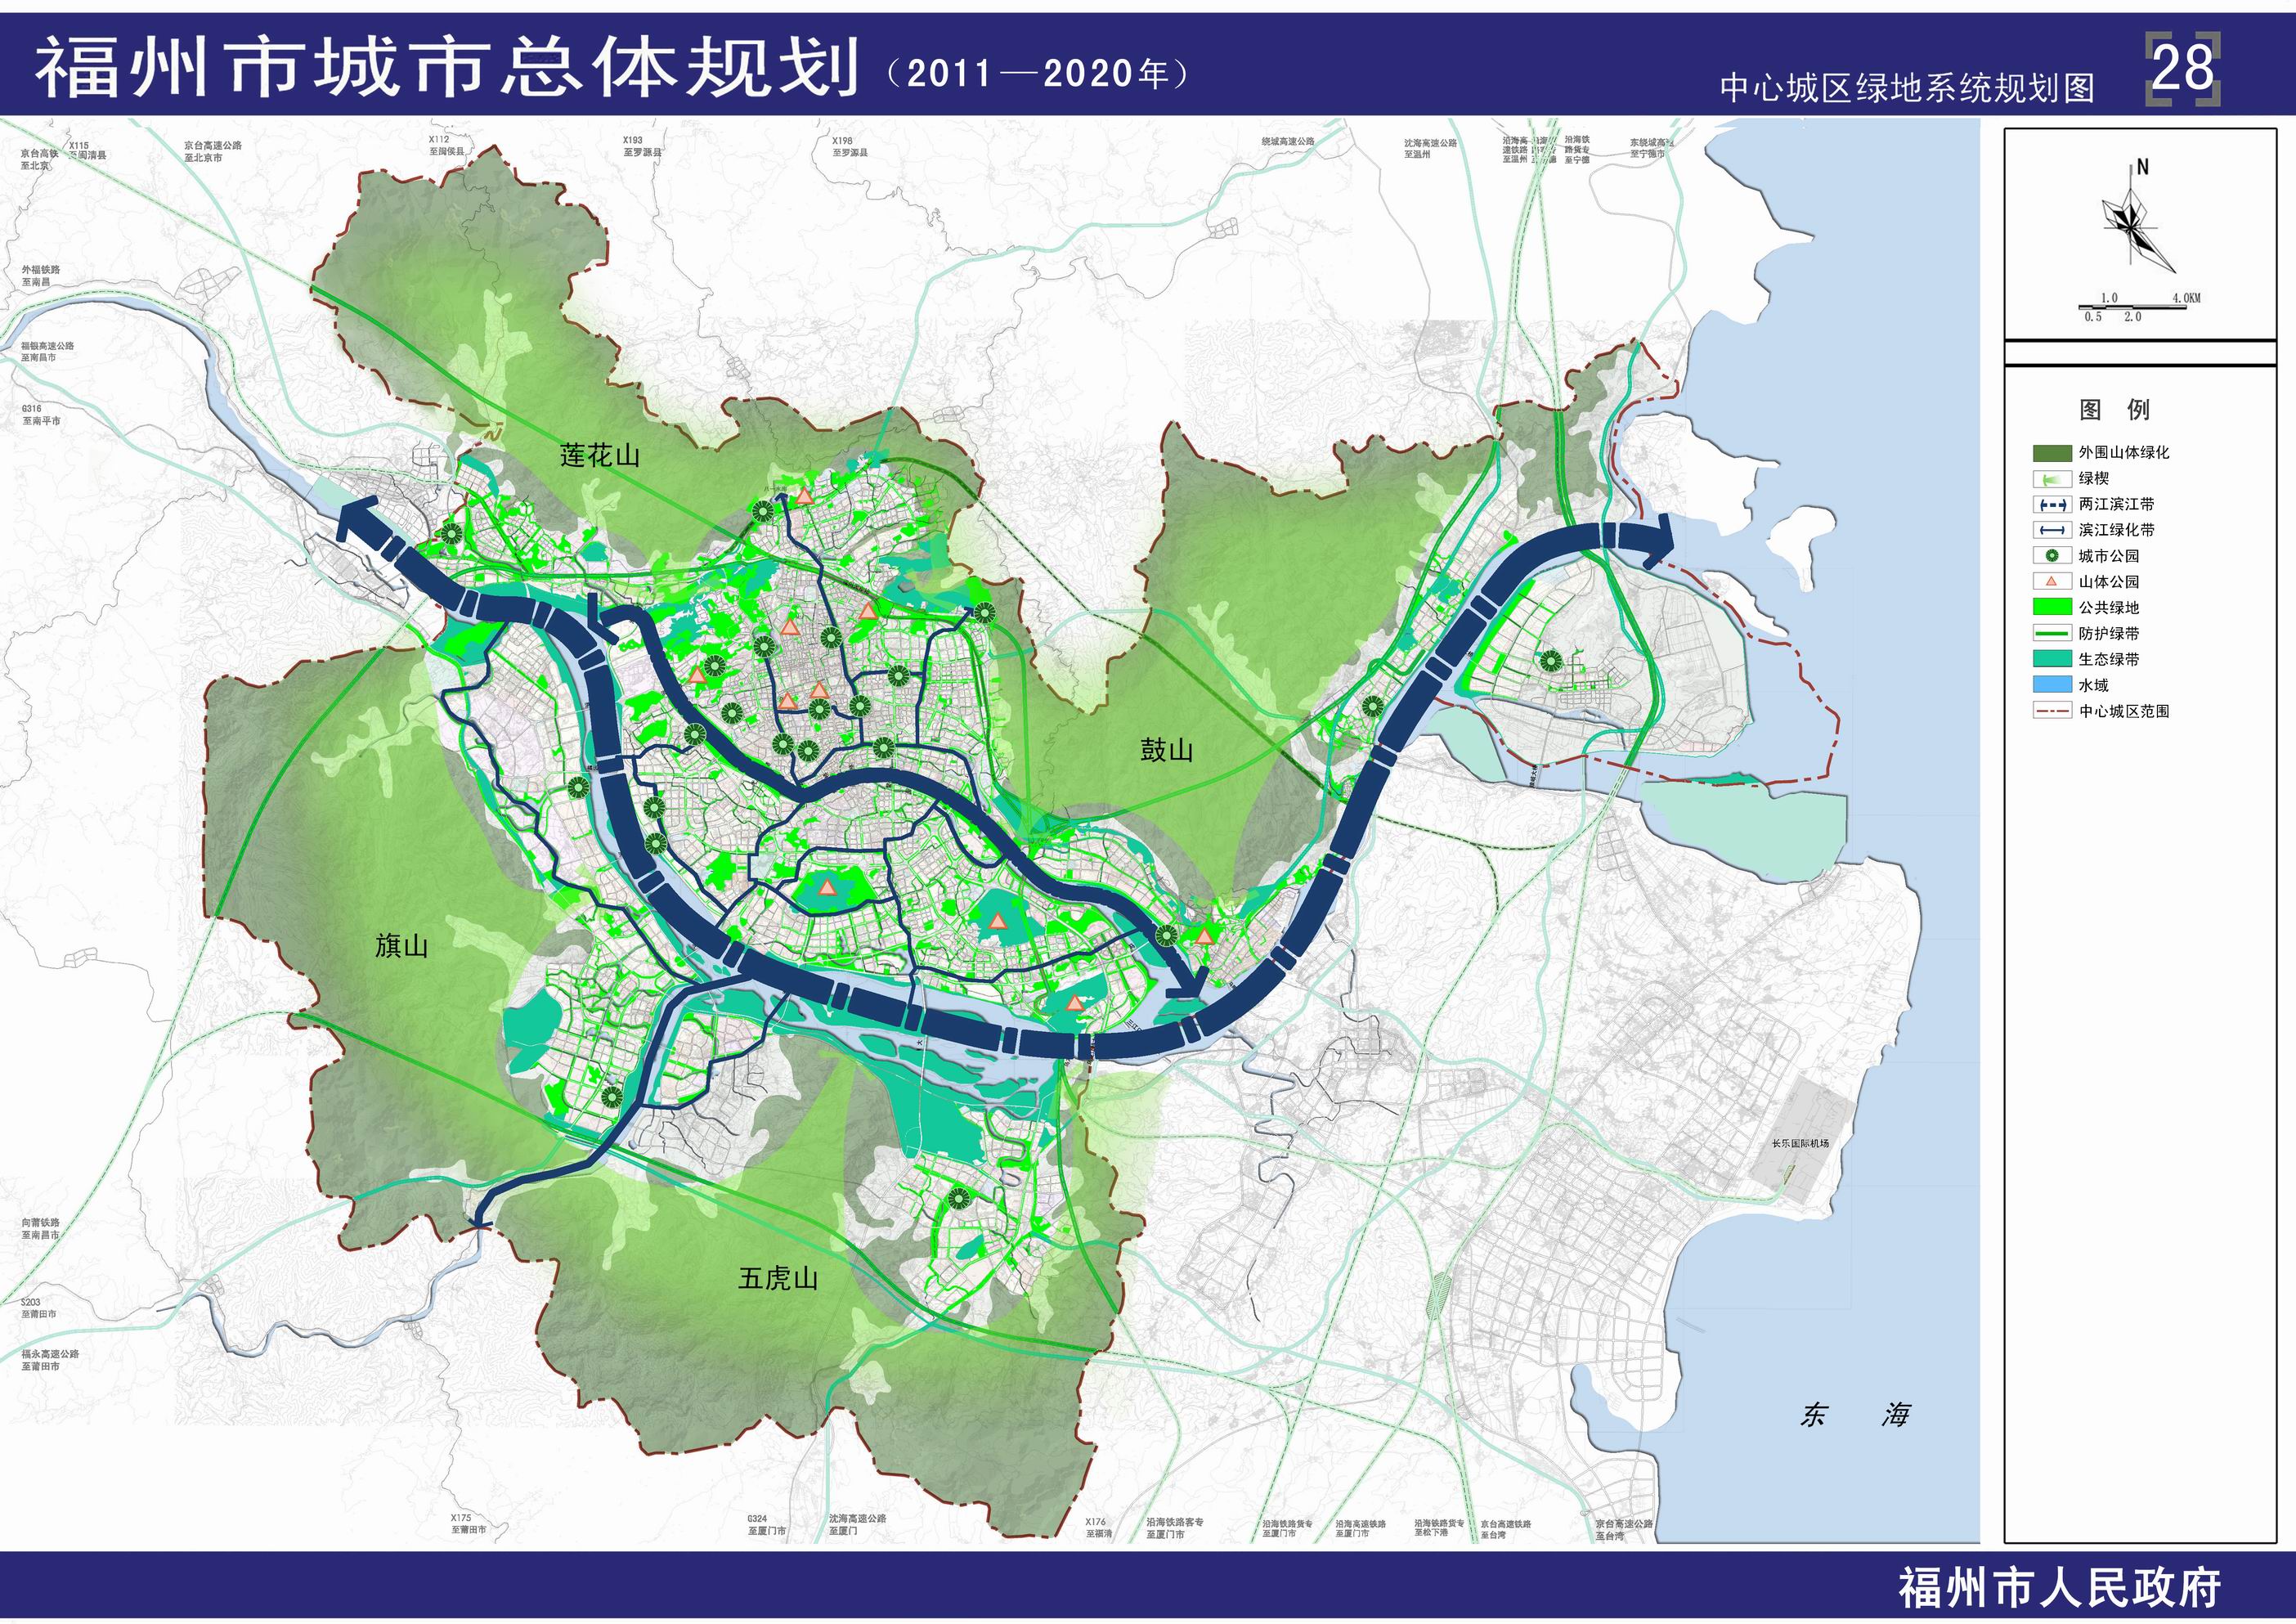 福州市城市总体规划（2011—2020年）
中心城区绿地系统规划图
28
京台高铁
至北京
X115
至闽清县
京台高速公路
至北京市
X112
至闽侯县
X193
至罗源县
X198
至罗源县
绕城高速公路
沈海高速公路
至温州
沿海高
速铁路
至温州
沿海铁
路货专
至宁德
东绕城高速
至宁德市
外福铁路
至南昌
福银高速公路
至南昌市
G316
至南平市
莲花山
鼓山
旗山
五虎山
长乐国际机场
东 海
向莆铁路
至南昌市
S203
至莆田市
福永高速公路
至莆田市
X175
至莆田市
G324
至厦门市
沈海高速公路
至厦门
X176
至福清
沿海铁路客专
至厦门市
沿海铁路货专
至厦门市
沿海高速铁路
至厦门市
沿海铁路货专
至松下港
京台高速铁路
至台湾
京台高速公路
至台湾
N
1.0 4.0KM
0.5 2.0
图 例
外围山体绿化
绿楔
两江滨江带
滨江绿化带
城市公园
山体公园
公共绿地
防护绿带
生态绿带
水域
中心城区范围
福州市人民政府